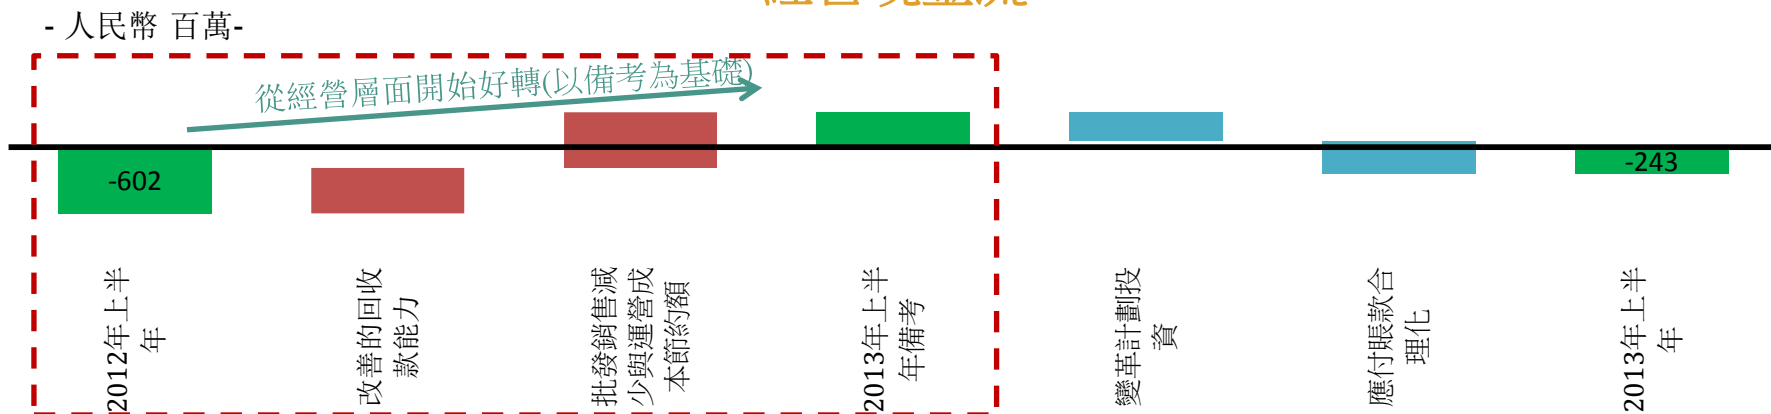 - 人民幣 百萬-
從經營層面開始好轉(以備考為基礎)
-602
-243
2012年上半
年
改善的回收
款能力
批發銷售減
少與運營成
本節約額
2013年上半
年備考
變革計劃投
資
應付賬款合
理化
2013年上半
年